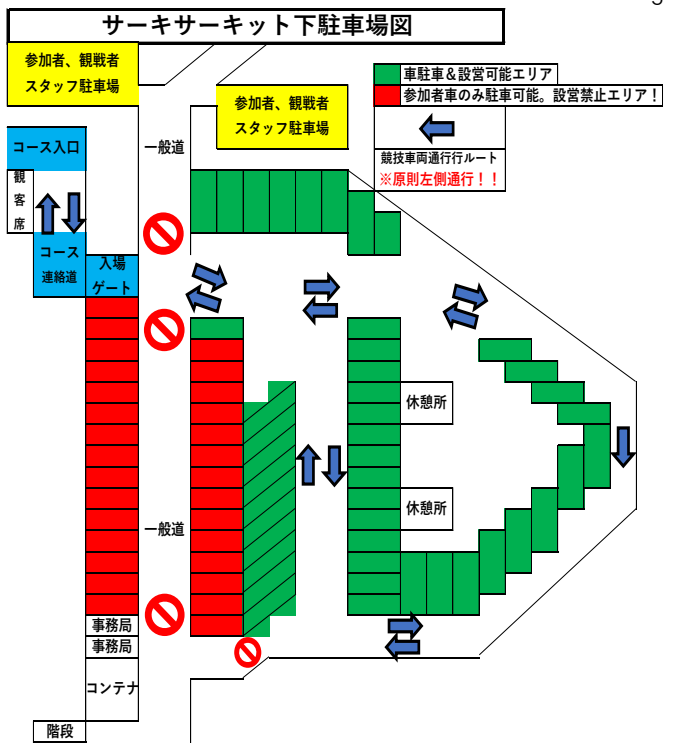 サーキサーキット下駐車場図
参加者、観戦者
スタッフ駐車場
車駐車&設営可能エリア
参加者車のみ駐車可能。設営禁止エリア！
参加者、観戦者
スタッフ駐車場
コース入口
一般道
競技車両通行行ルート
※原則左側通行！！
観
客
席
コース
連絡道
入場
ゲート
休憩所
休憩所
一般道
事務局
事務局
コンテナ
階段